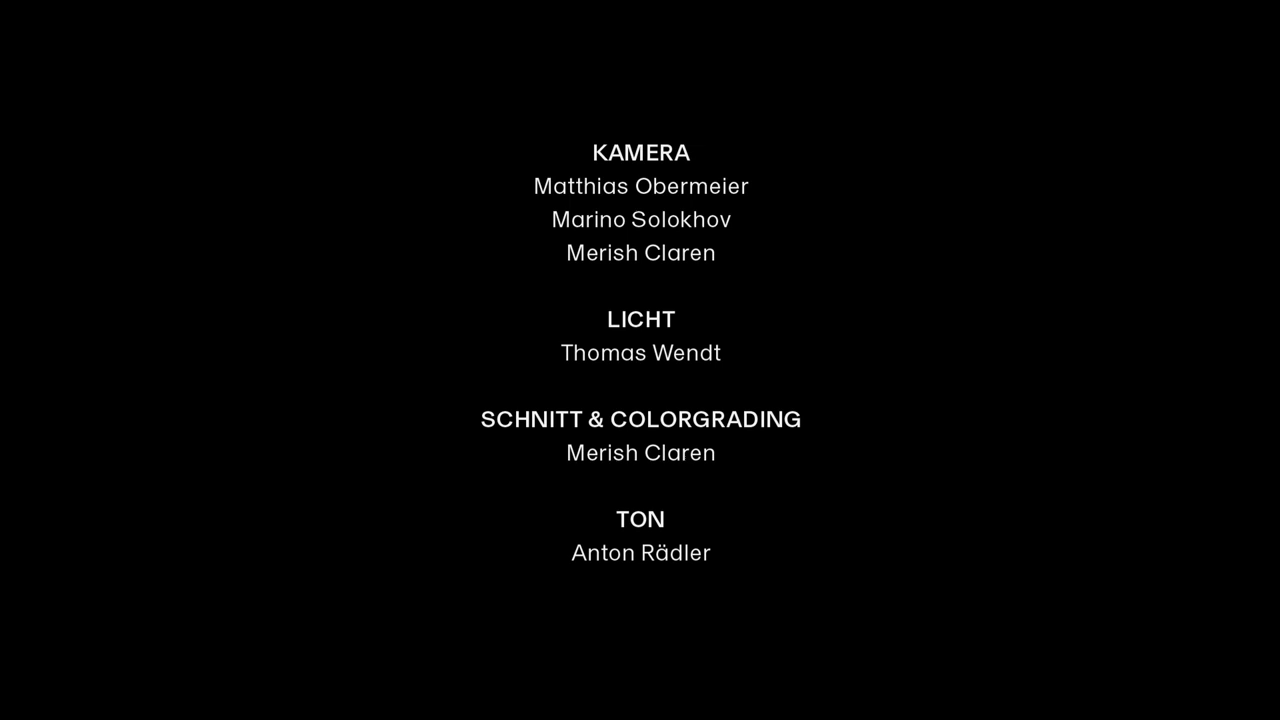 KAMERA
Matthias Obermeier
Marino Solokhov
Merish Claren
LICHT
Thomas Wendt
SCHNITT & COLORGRADING
Merish Claren
TON
Anton Rädler